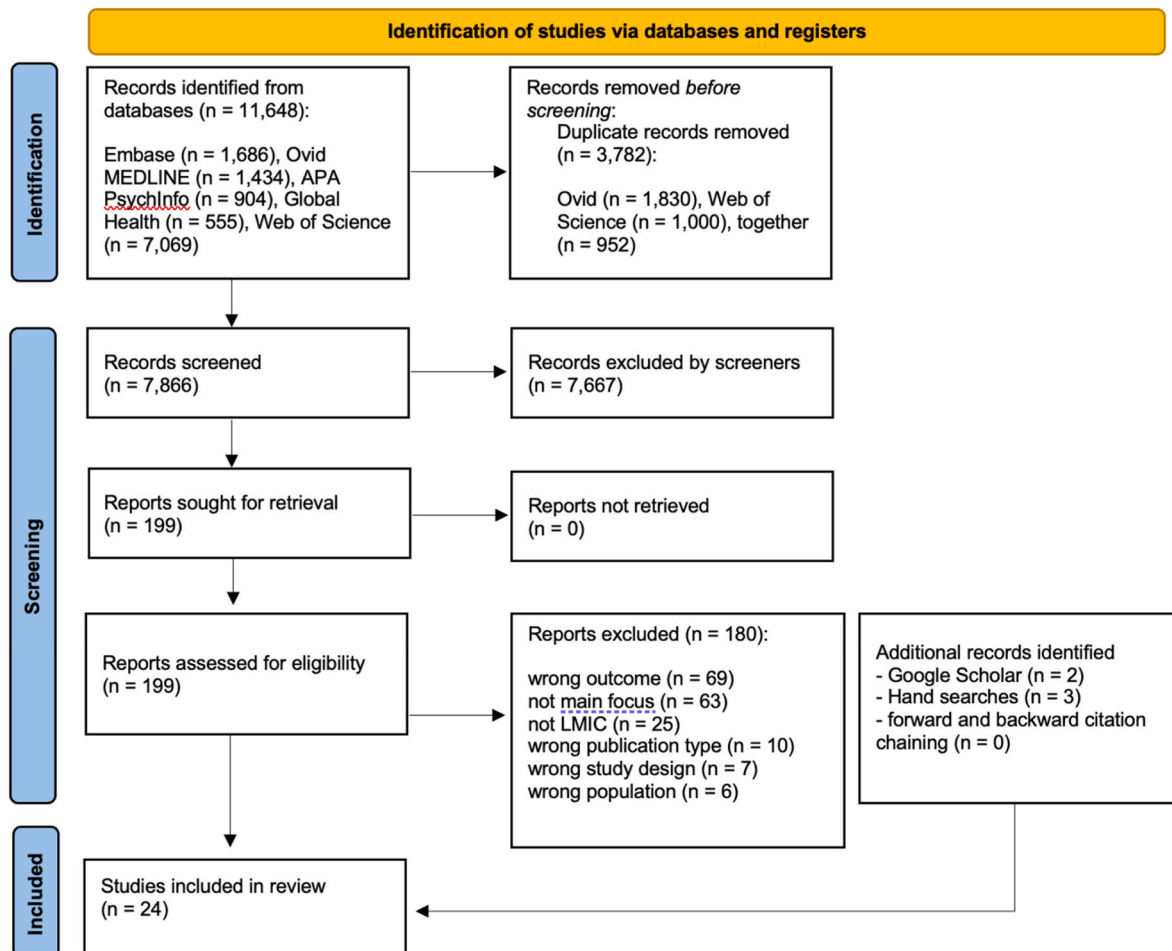 Identification of studies via databases and registers
Identification
Records identified from
databases (n = 11,648):
Embase (n = 1,686), Ovid
MEDLINE (n = 1,434), APA
PsychInfo (n = 904), Global
Health (n = 555), Web of Science
(n = 7,069)
Records removed before
screening:
Duplicate records removed
(n = 3,782):
Ovid (n = 1,830), Web of
Science (n = 1,000), together
(n = 952)
Screening
Records screened
(n = 7,866)
Records excluded by screeners
(n = 7,667)
Reports sought for retrieval
(n = 199)
Reports not retrieved
(n = 0)
Reports assessed for eligibility
(n = 199)
Reports excluded (n = 180):
wrong outcome (n = 69)
not main focus (n = 63)
not LMIC (n = 25)
wrong publication type (n = 10)
wrong study design (n = 7)
wrong population (n = 6)
Additional records identified
- Google Scholar (n = 2)
- Hand searches (n = 3)
- forward and backward citation
chaining (n = 0)
Included
Studies included in review
(n = 24)